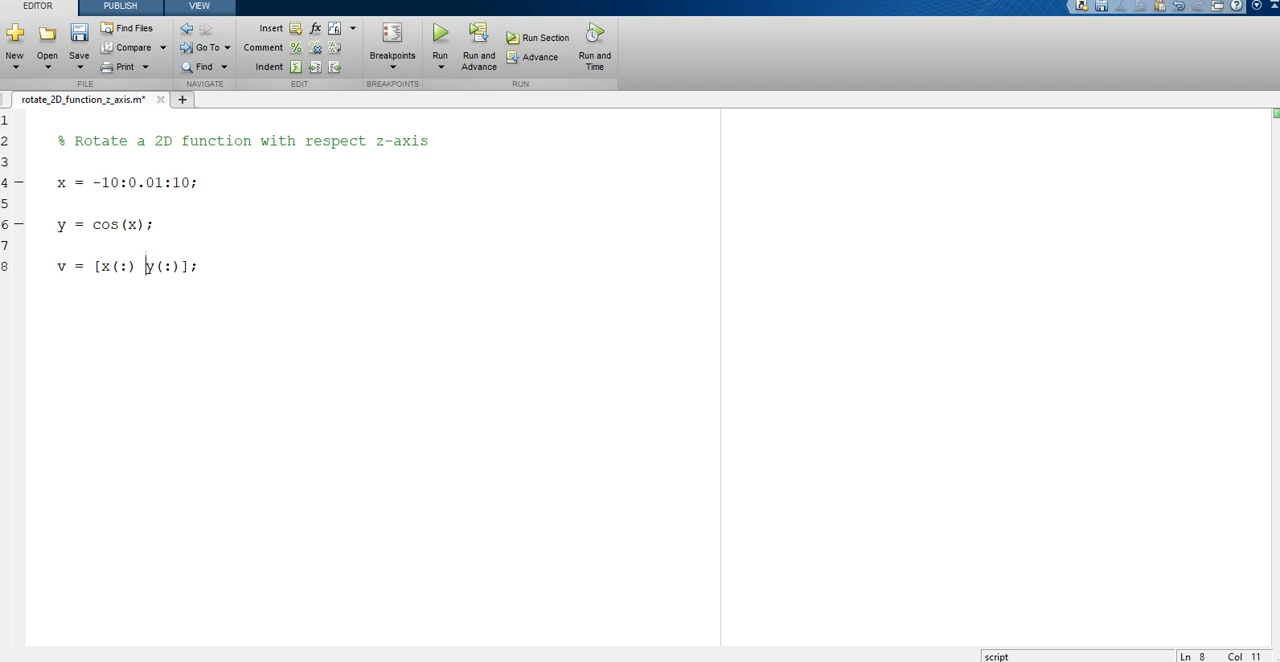 EDITOR PUBLISH VIEW
New Open Save Find Files Compare Print
FILE
Go To Find
NAVIGATE
Insert fx
Comment % %
Indent
EDIT
Breakpoints
BREAKPOINTS
Run Run and Advance Run Section Advance Run and Time
RUN
rotate_2D_function_z_axis.m* × +
1
2 % Rotate a 2D function with respect z-axis
3
4 – x = -10:0.01:10;
5
6 – y = cos(x);
7
8 v = [x(:) y(:)];
script Ln 8 Col 11